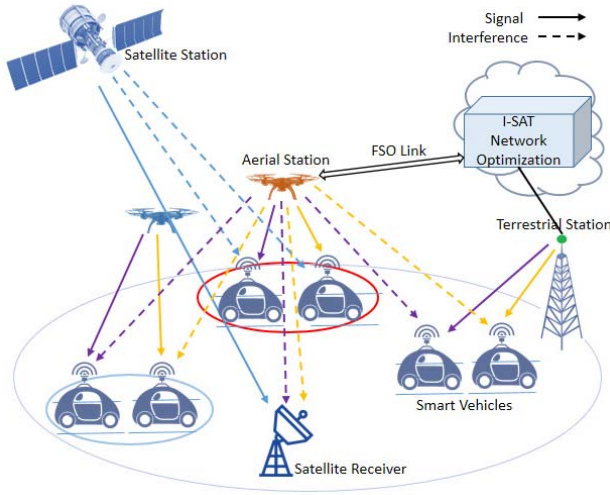 Signal
Interference
Satellite Station
I-SAT
Network
Optimization
FSO Link
Aerial Station
Terrestrial Station
Smart Vehicles
Satellite Receiver